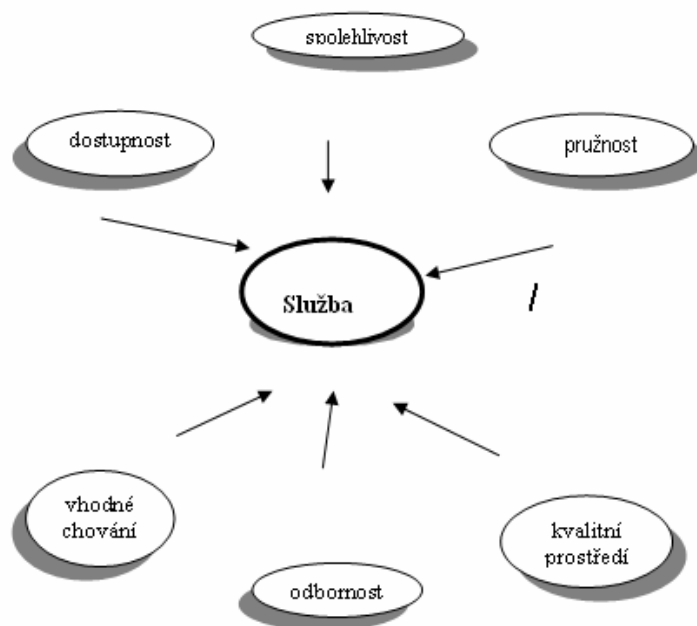 spolehlivost
dostupnost
pružnost
Služba
/
vhodné
chování
kvalitní
prostředí
odbornost